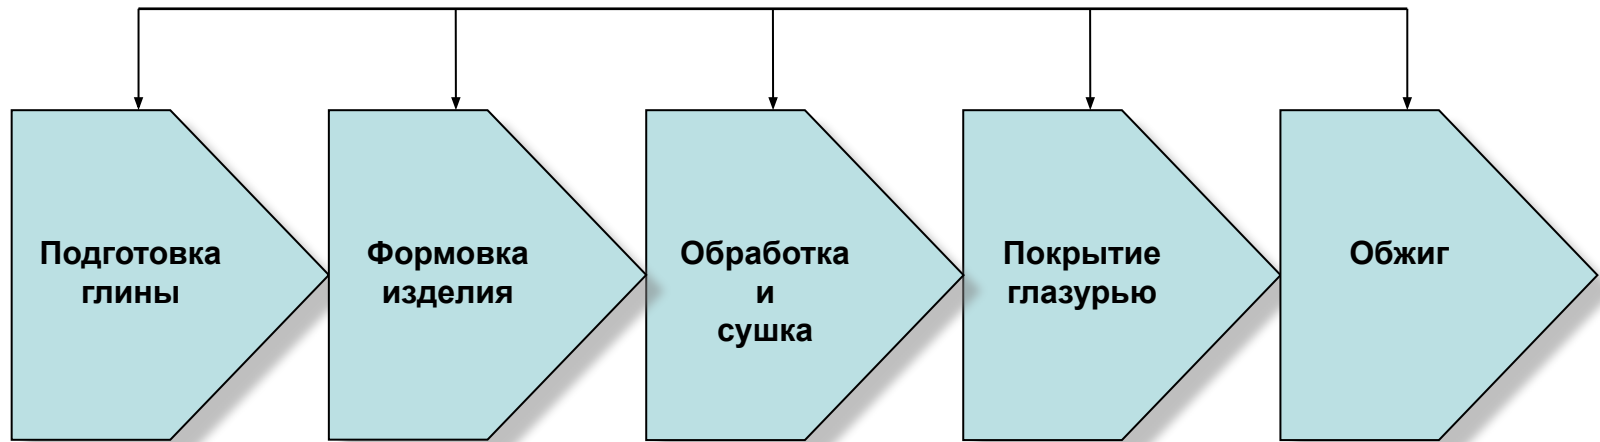 Подготовка
глины
Формовка
изделия
Обработка
и
сушка
Покрытие
глазурью
Обжиг